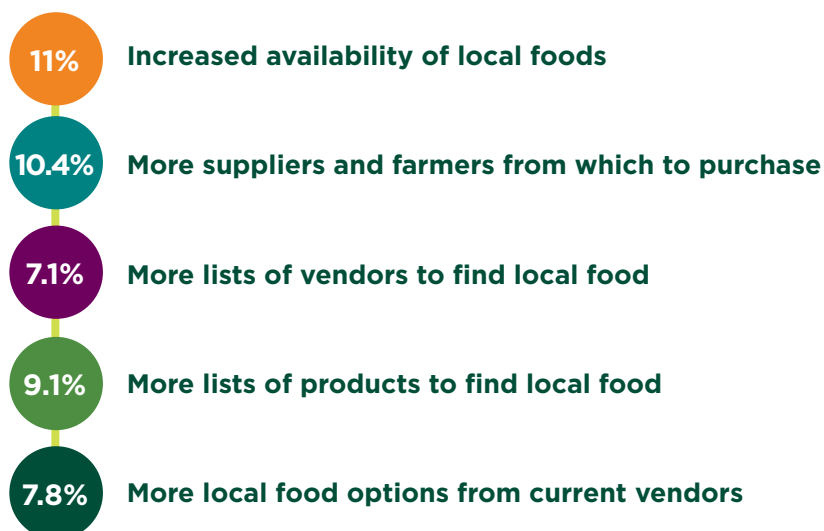 11% Increased availability of local foods
10.4% More suppliers and farmers from which to purchase
7.1% More lists of vendors to find local food
9.1% More lists of products to find local food
7.8% More local food options from current vendors